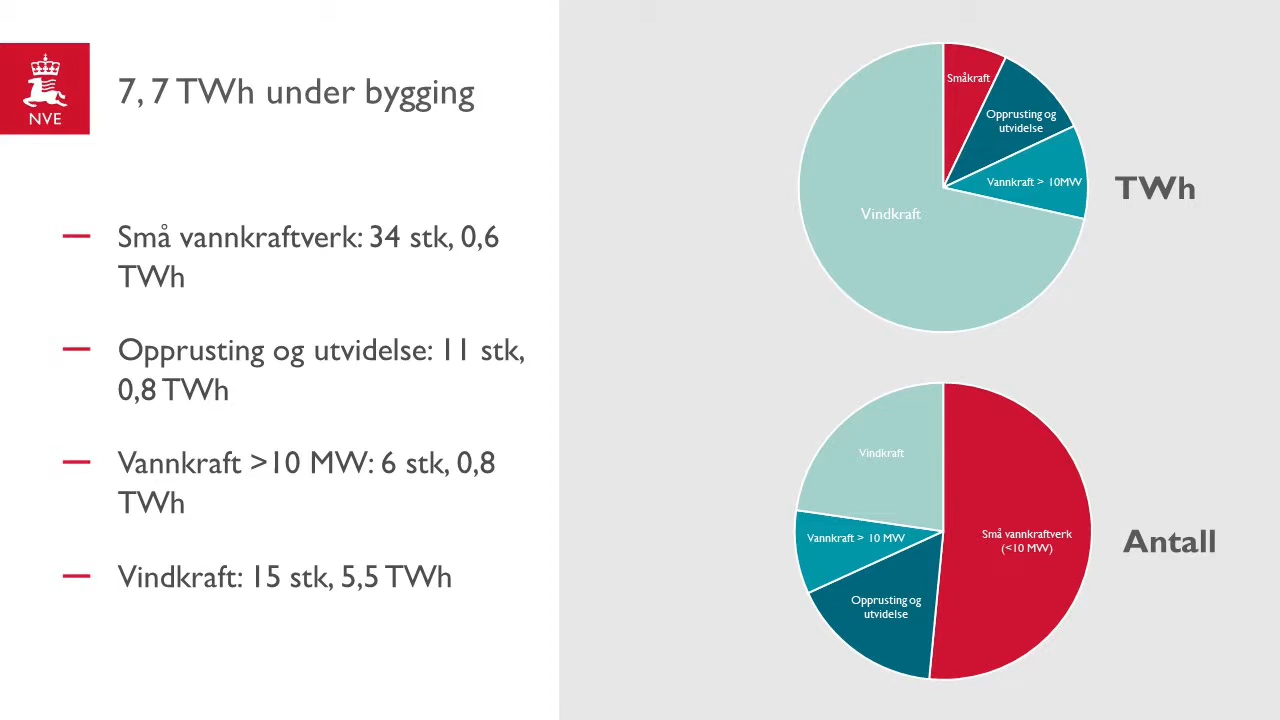 NVE
7, 7 TWh under bygging
Små vannkraftverk: 34 stk, 0,6
TWh
Opprusting og utvidelse: 11 stk,
0,8 TWh
Vannkraft >10 MW: 6 stk, 0,8
TWh
Vindkraft: 15 stk, 5,5 TWh
Småkraft
Opprusting og
utvidelse
Vannkraft > 10MW
Vindkraft
TWh
Vindkraft
Vannkraft > 10 MW
Opprusting og
utvidelse
Små vannkraftverk
(<10 MW)
Antall